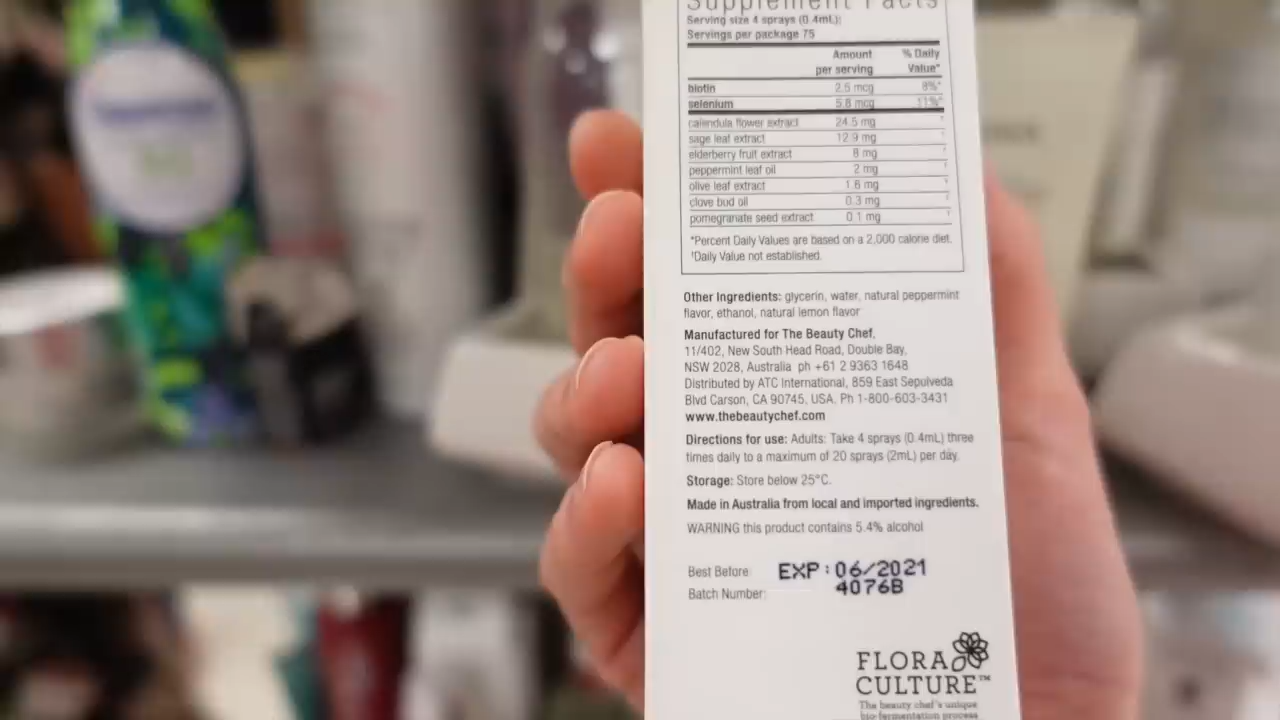 Supplement Facts
Serving size 4 sprays (0.4mL):
Servings per package 75
Amount per serving % Daily Value*
biotin 2.5 mcg 8%*
selenium 5.8 mcg 11%*
calendula flower extract 24.5 mg †
sage leaf extract 12.9 mg †
elderberry fruit extract 8 mg †
peppermint leaf oil 2 mg †
olive leaf extract 1.6 mg †
clove bud oil 0.3 mg †
pomegranate seed extract 0.1 mg †
*Percent Daily Values are based on a 2,000 calorie diet.
†Daily Value not established.
Other Ingredients: glycerin, water, natural peppermint
flavor, ethanol, natural lemon flavor
Manufactured for The Beauty Chef,
11/402, New South Head Road, Double Bay,
NSW 2028, Australia ph +61 2 9363 1648
Distributed by ATC International, 859 East Sepulveda
Blvd Carson, CA 90745, USA. Ph 1-800-603-3431
www.thebeautychef.com
Directions for use: Adults: Take 4 sprays (0.4mL) three
times daily to a maximum of 20 sprays (2mL) per day.
Storage: Store below 25°C.
Made in Australia from local and imported ingredients.
WARNING this product contains 5.4% alcohol
Best Before: EXP:06/2021
Batch Number: 4076B
FLORA
CULTURE™
The beauty chef's unique
bio-fermentation process